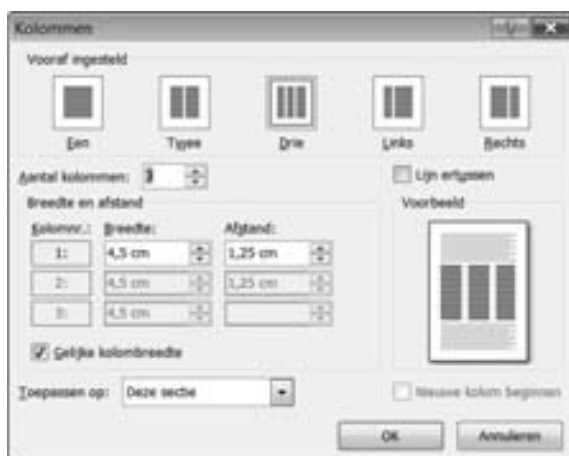 Kolommen
Vooraf ingesteld
Een Twee Drie Links Rechts
Aantal kolommen: 3 Lijn ertussen
Breedte en afstand Voorbeeld
Kolomnr.: Breedte: Afstand:
1: 4,5 cm 1,25 cm
2: 4,5 cm 1,25 cm
3: 4,5 cm
Gelijke kolombreedte
Toepassen op: Deze sectie Nieuwe kolom beginnen
OK Annuleren